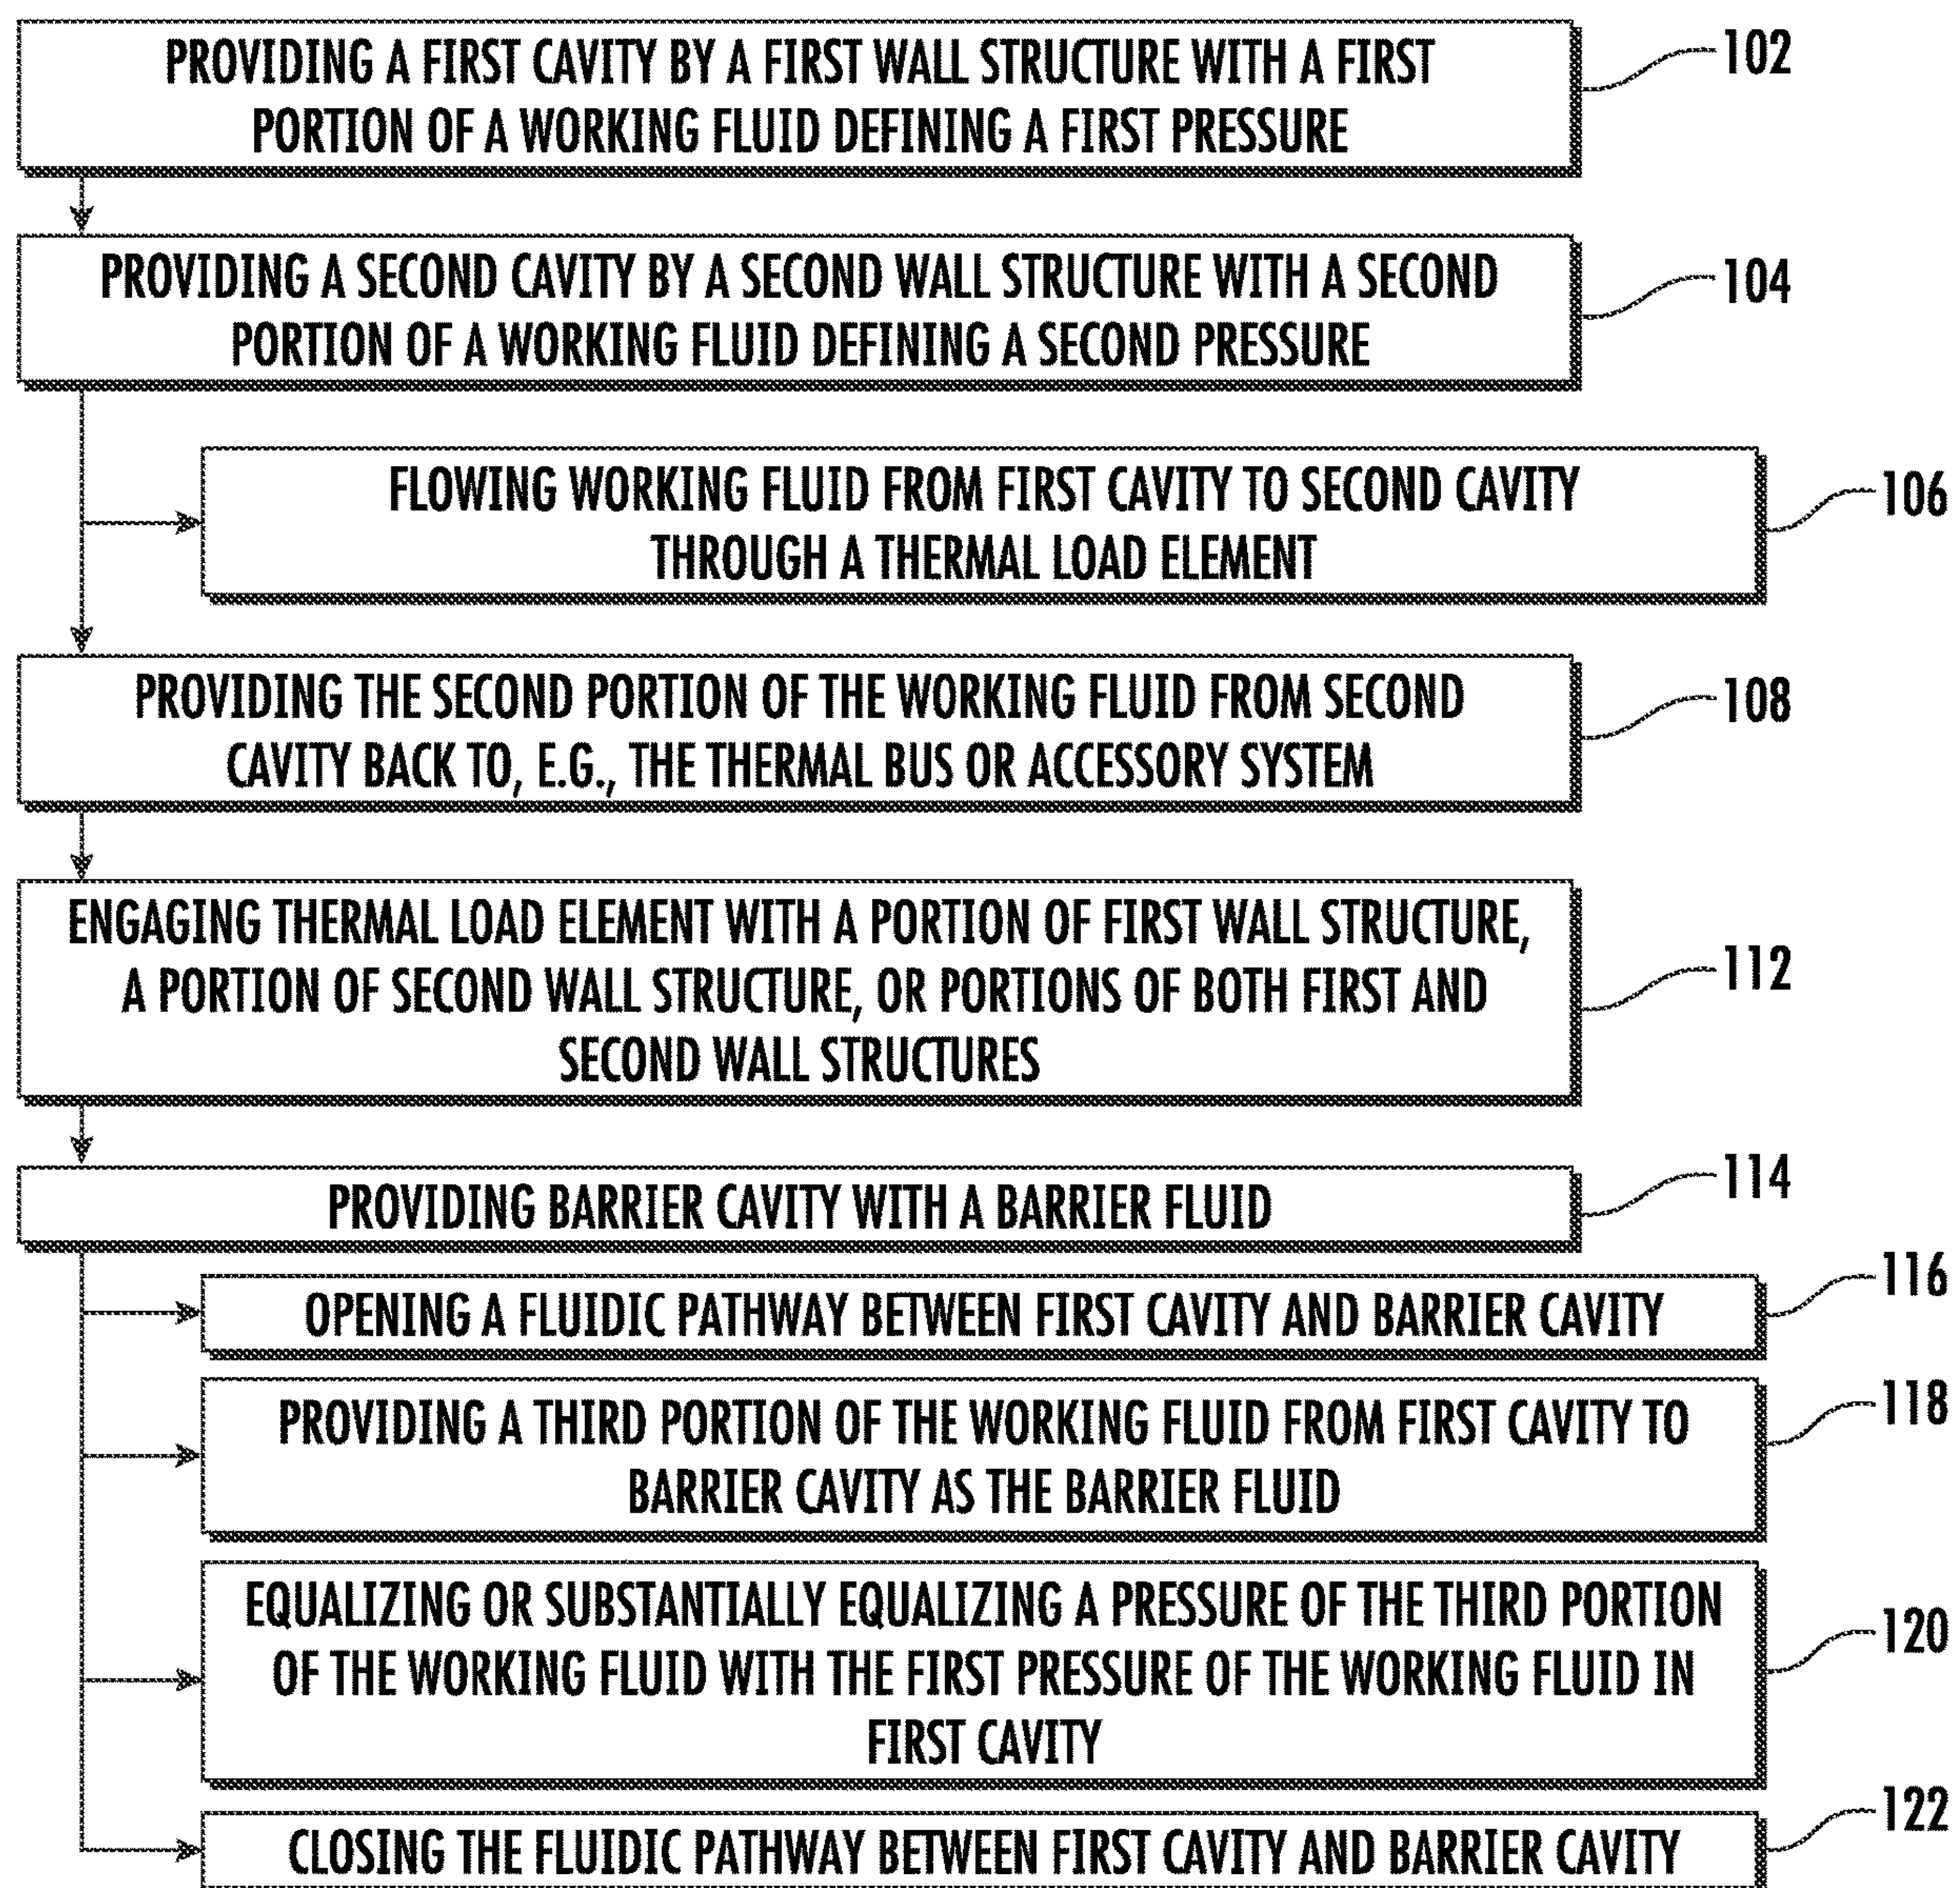 PROVIDING A FIRST CAVITY BY A FIRST WALL STRUCTURE WITH A FIRST
PORTION OF A WORKING FLUID DEFINING A FIRST PRESSURE
102
PROVIDING A SECOND CAVITY BY A SECOND WALL STRUCTURE WITH A SECOND
PORTION OF A WORKING FLUID DEFINING A SECOND PRESSURE
104
FLOWING WORKING FLUID FROM FIRST CAVITY TO SECOND CAVITY
THROUGH A THERMAL LOAD ELEMENT
106
PROVIDING THE SECOND PORTION OF THE WORKING FLUID FROM SECOND
CAVITY BACK TO, E.G., THE THERMAL BUS OR ACCESSORY SYSTEM
108
ENGAGING THERMAL LOAD ELEMENT WITH A PORTION OF FIRST WALL STRUCTURE,
A PORTION OF SECOND WALL STRUCTURE, OR PORTIONS OF BOTH FIRST AND
SECOND WALL STRUCTURES
112
PROVIDING BARRIER CAVITY WITH A BARRIER FLUID
114
OPENING A FLUIDIC PATHWAY BETWEEN FIRST CAVITY AND BARRIER CAVITY
116
PROVIDING A THIRD PORTION OF THE WORKING FLUID FROM FIRST CAVITY TO
BARRIER CAVITY AS THE BARRIER FLUID
118
EQUALIZING OR SUBSTANTIALLY EQUALIZING A PRESSURE OF THE THIRD PORTION
OF THE WORKING FLUID WITH THE FIRST PRESSURE OF THE WORKING FLUID IN
FIRST CAVITY
120
CLOSING THE FLUIDIC PATHWAY BETWEEN FIRST CAVITY AND BARRIER CAVITY
122